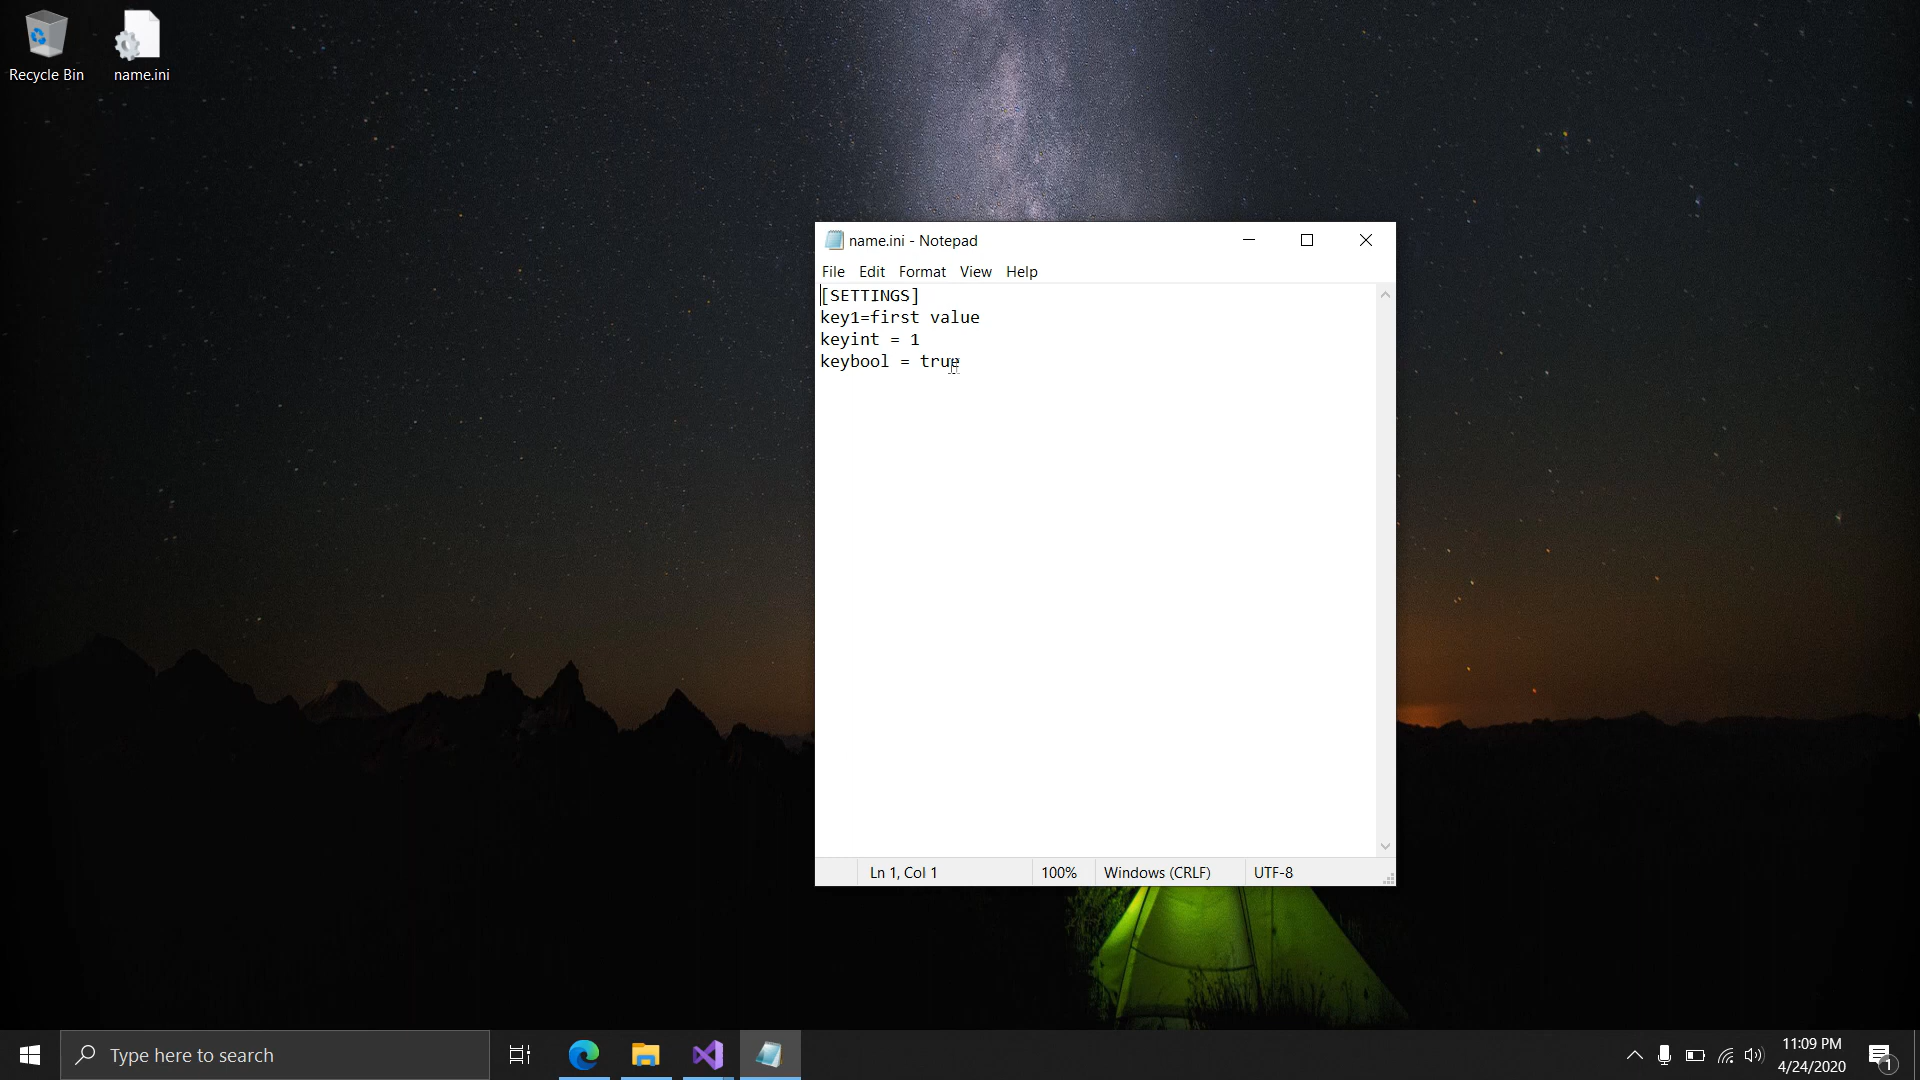 Recycle Bin
name.ini
name.ini - Notepad
File Edit Format View Help
[SETTINGS]
key1=first value
keyint = 1
keybool = true
Ln 1, Col 1
100%
Windows (CRLF)
UTF-8
Type here to search
11:09 PM
4/24/2020
1